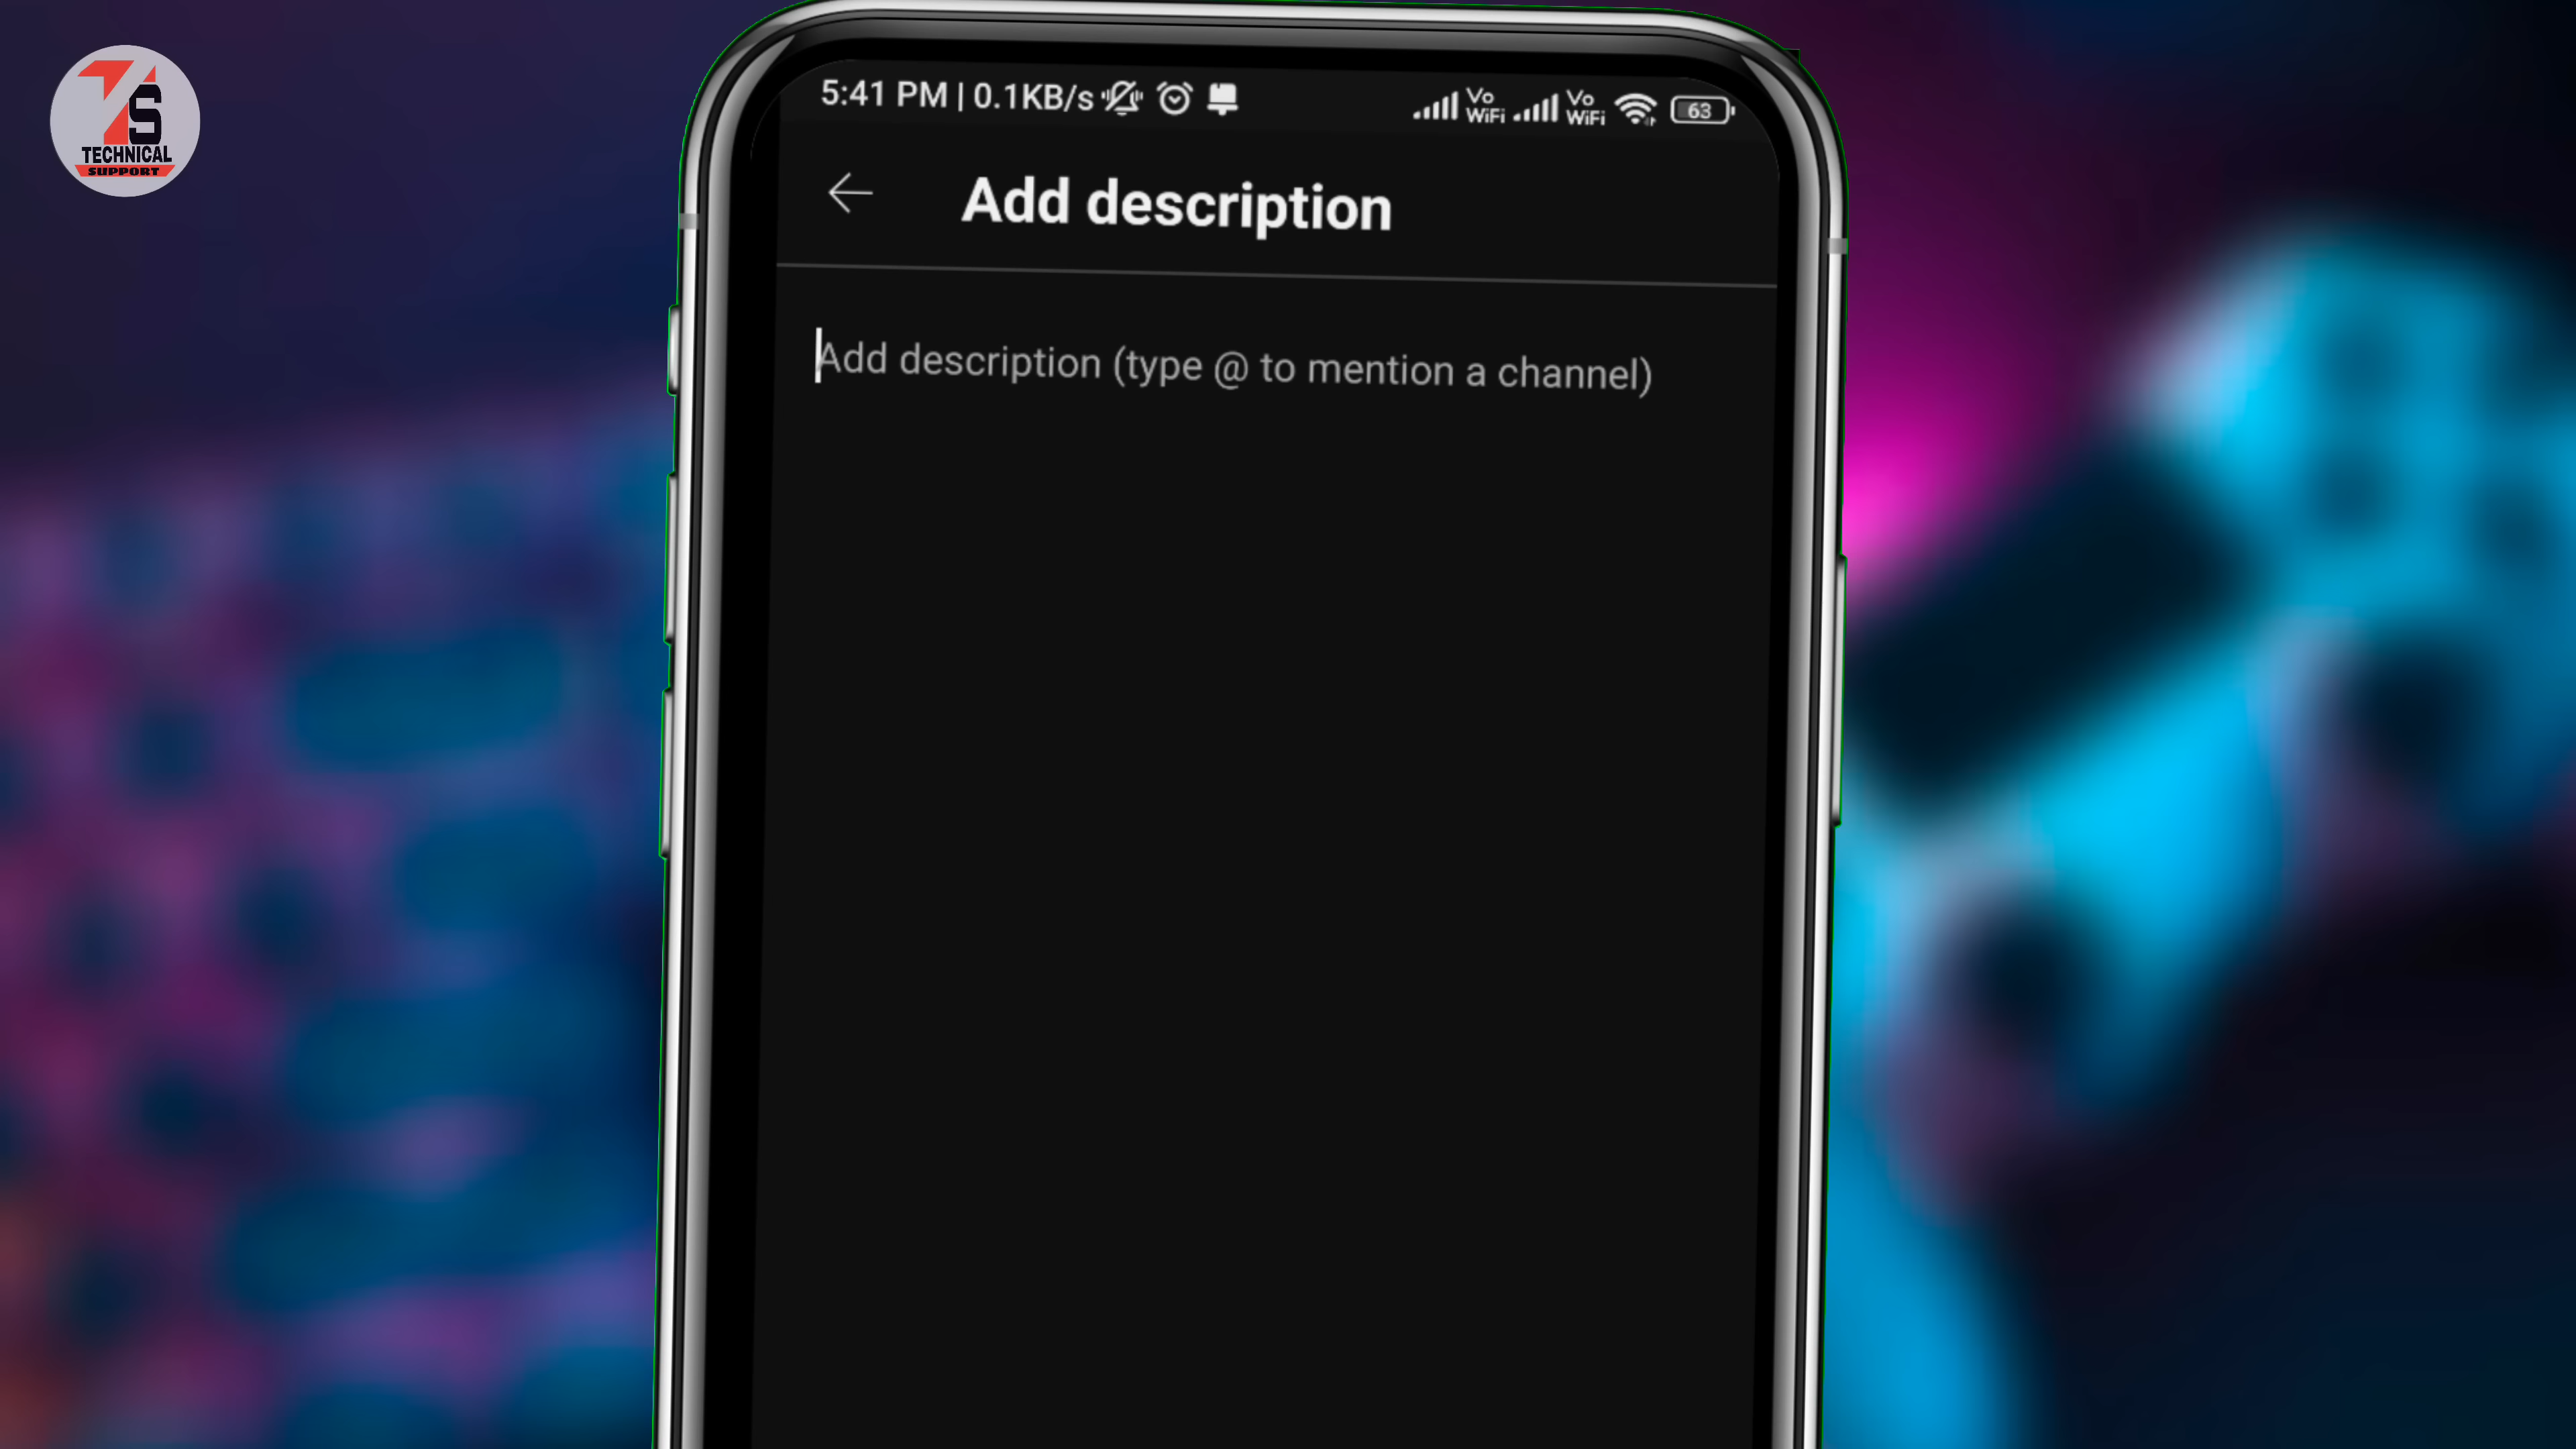 7S
TECHNICAL
SUPPORT
5:41 PM | 0.1KB/s
Vo
WiFi
Vo
WiFi
63
Add description
Add description (type @ to mention a channel)